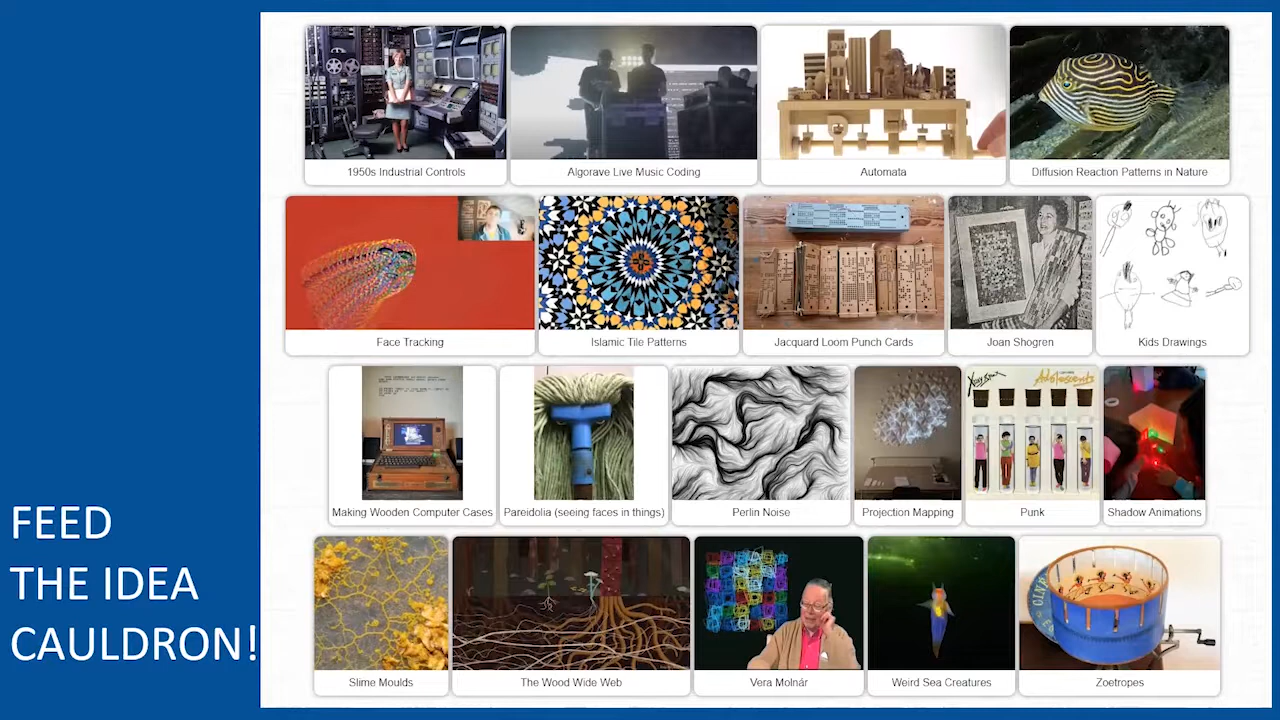 1950s Industrial Controls
Algorave Live Music Coding
Automata
Diffusion Reaction Patterns in Nature
Face Tracking
Islamic Tile Patterns
Jacquard Loom Punch Cards
Joan Shogren
Kids Drawings
Adolescents
Making Wooden Computer Cases
Pareidolia (seeing faces in things)
Perlin Noise
Projection Mapping
Punk
Shadow Animations
FEED
THE IDEA
CAULDRON!
Slime Moulds
The Wood Wide Web
Vera Molnár
Weird Sea Creatures
Zoetropes